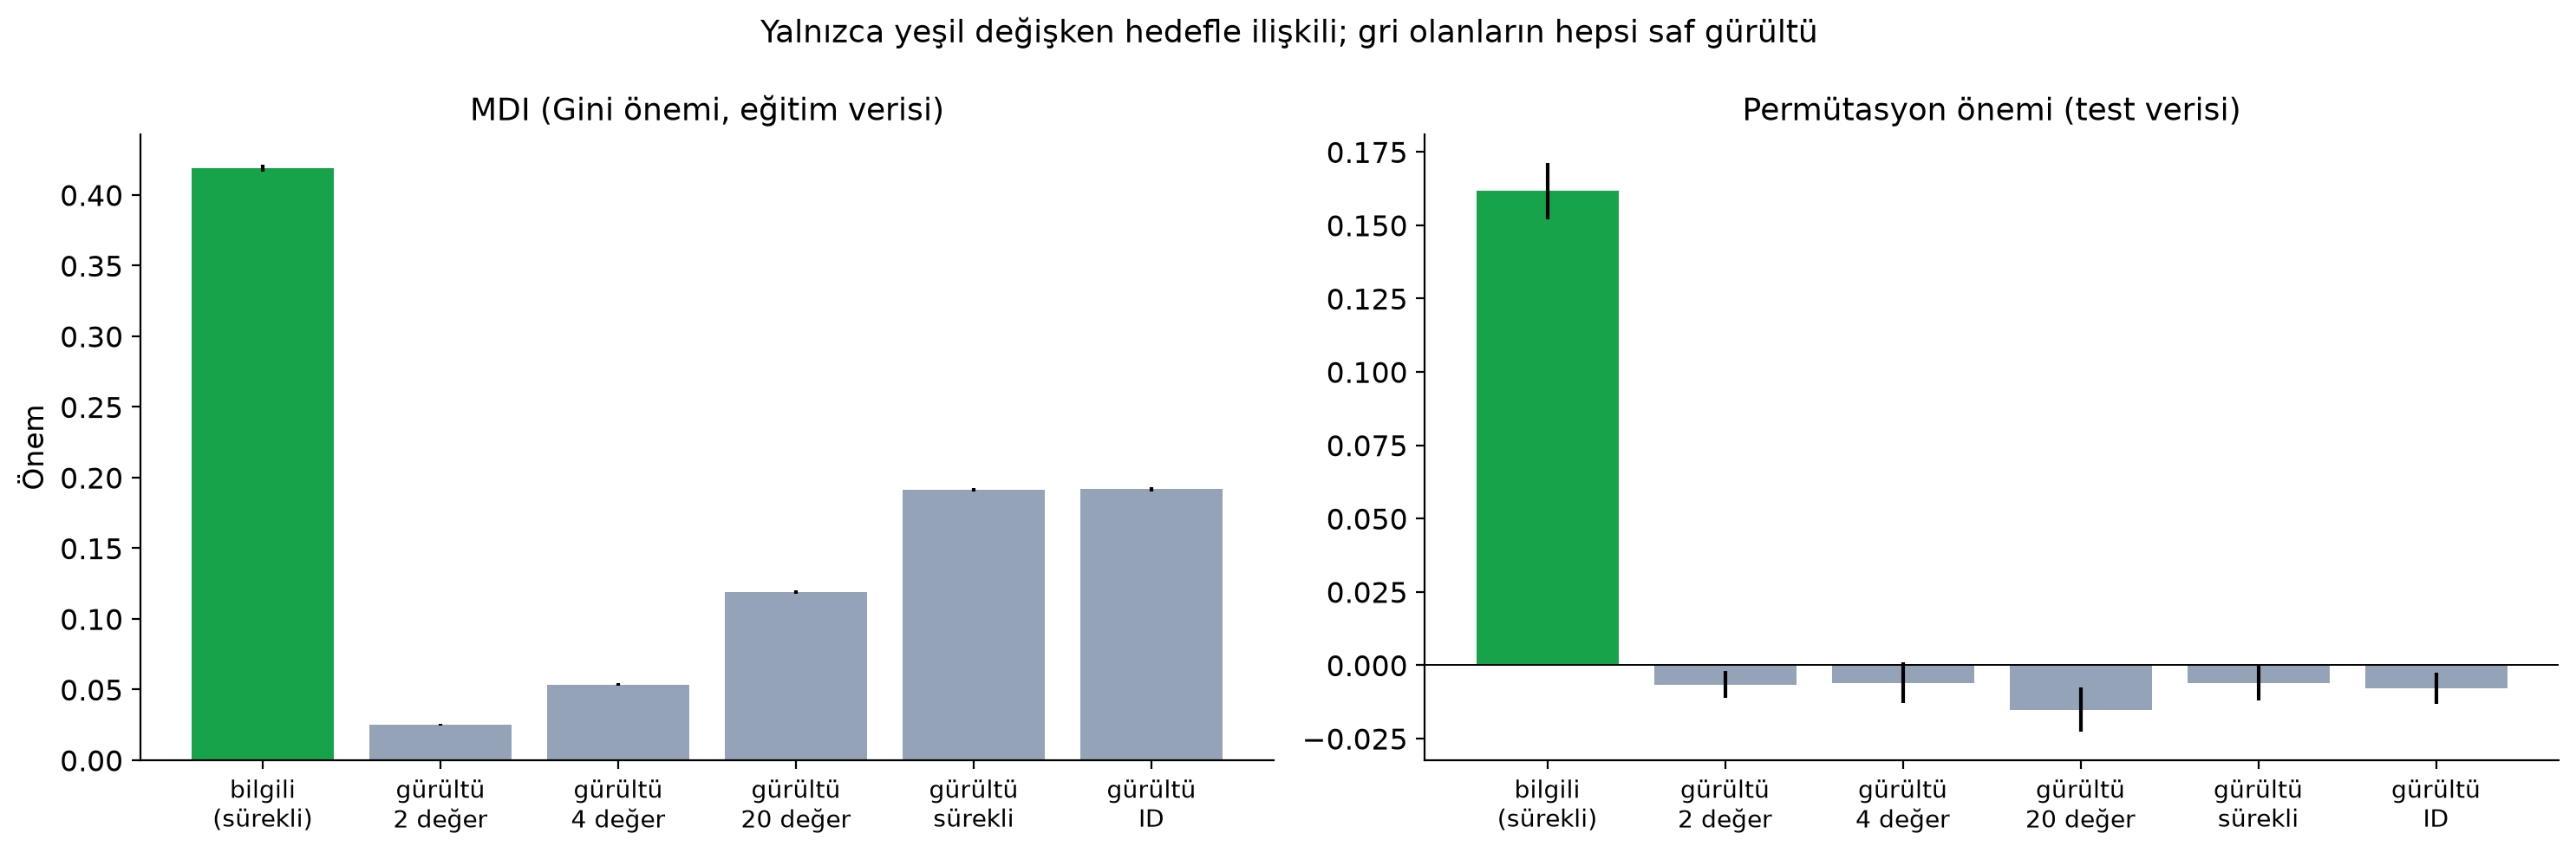 Yalnızca yeşil değişken hedefle ilişkili; gri olanların hepsi saf gürültü
MDI (Gini önemi, eğitim verisi)
Önem
0.40
0.35
0.30
0.25
0.20
0.15
0.10
0.05
0.00
bilgili
(sürekli)
gürültü
2 değer
gürültü
4 değer
gürültü
20 değer
gürültü
sürekli
gürültü
ID
Permütasyon önemi (test verisi)
0.175
0.150
0.125
0.100
0.075
0.050
0.025
0.000
−0.025
bilgili
(sürekli)
gürültü
2 değer
gürültü
4 değer
gürültü
20 değer
gürültü
sürekli
gürültü
ID